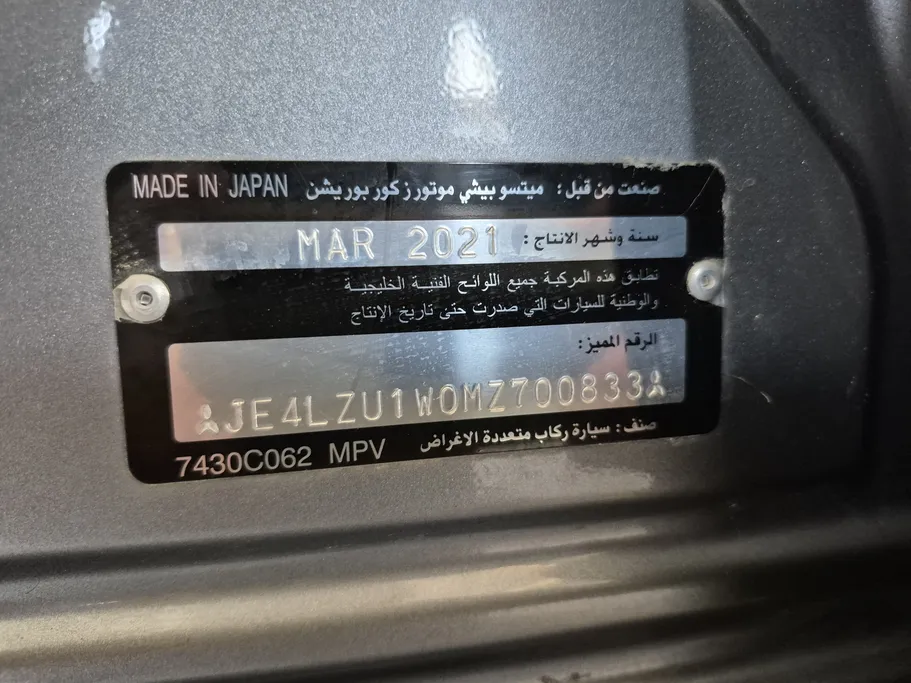 صنعت من قبل: ميتسوبيشي موتورز كوربوريشن MADE IN JAPAN
سنة وشهر الانتاج: MAR 2021
تطابق هذه المركبة جميع اللوائح الفنية الخليجية
والوطنية للسيارات التي صدرت حتى تاريخ الإنتاج
الرقم المميز:
JE4LZU1W0MZ700833
صنف: سيارة ركاب متعددة الاغراض 7430C062 MPV